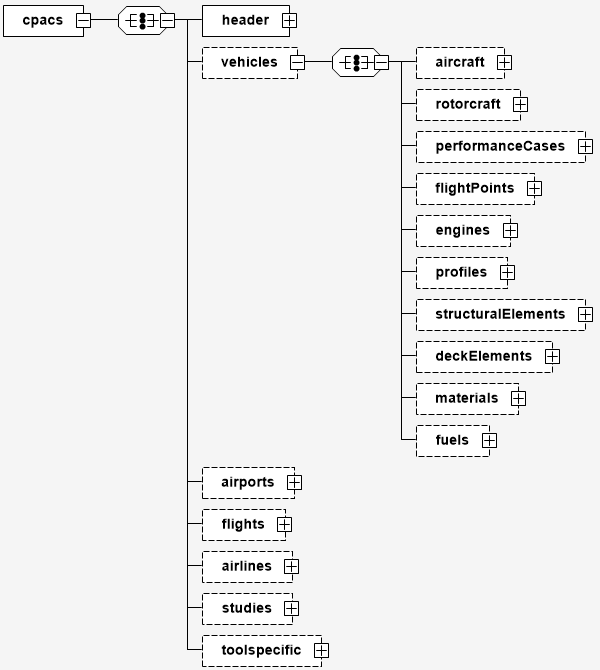 cpacs
header
vehicles
aircraft
rotorcraft
performanceCases
flightPoints
engines
profiles
structuralElements
deckElements
materials
fuels
airports
flights
airlines
studies
toolspecific